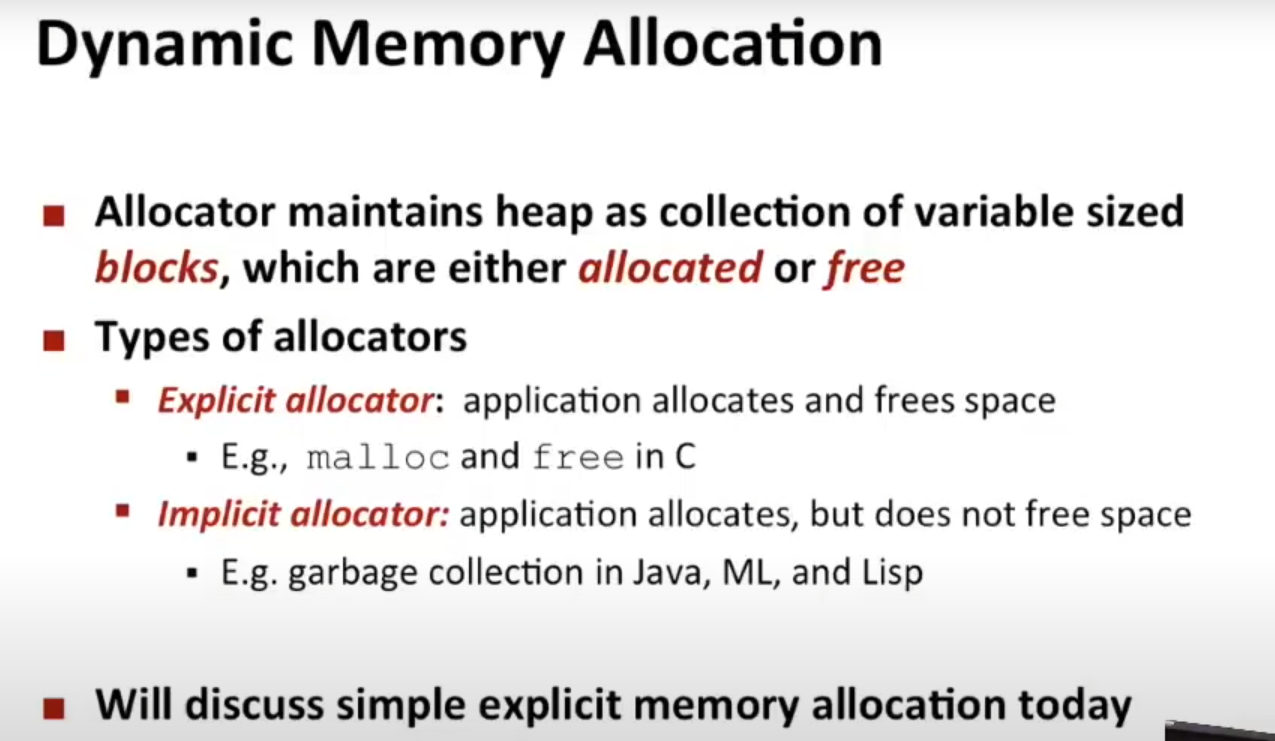 Dynamic Memory Allocation
Allocator maintains heap as collection of variable sized
blocks, which are either allocated or free
Types of allocators
Explicit allocator: application allocates and frees space
E.g., malloc and free in C
Implicit allocator: application allocates, but does not free space
E.g. garbage collection in Java, ML, and Lisp
Will discuss simple explicit memory allocation today